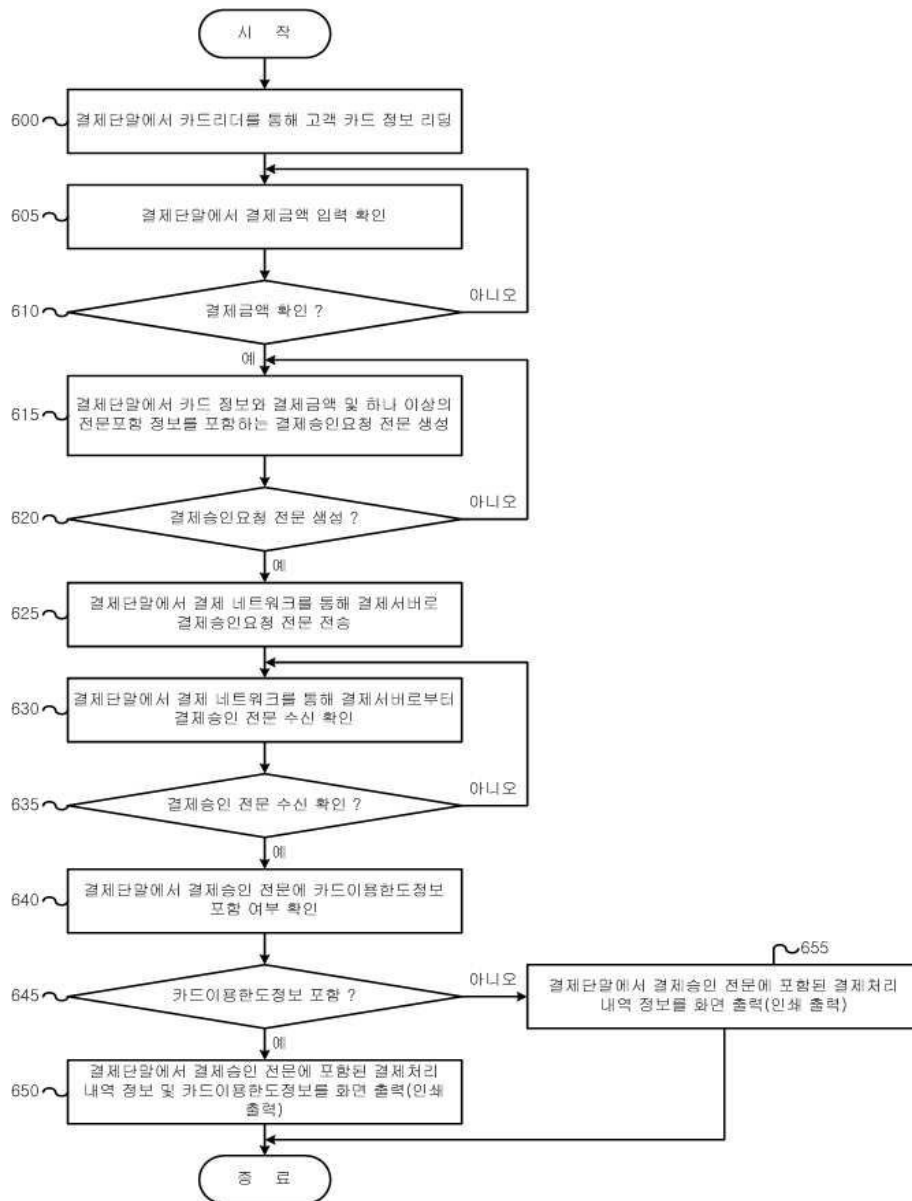 시 작
600
결제단말에서 카드리더를 통해 고객 카드 정보 리딩
605
결제단말에서 결제금액 입력 확인
610
결제금액 확인 ?
아니오
예
615
결제단말에서 카드 정보와 결제금액 및 하나 이상의
전문포함 정보를 포함하는 결제승인요청 전문 생성
620
결제승인요청 전문 생성 ?
아니오
예
625
결제단말에서 결제 네트워크를 통해 결제서버로
결제승인요청 전문 전송
630
결제단말에서 결제 네트워크를 통해 결제서버로부터
결제승인 전문 수신 확인
635
결제승인 전문 수신 확인 ?
아니오
예
640
결제단말에서 결제승인 전문에 카드이용한도정보
포함 여부 확인
645
카드이용한도정보 포함 ?
아니오
655
결제단말에서 결제승인 전문에 포함된 결제처리
내역 정보를 화면 출력(인쇄 출력)
예
650
결제단말에서 결제승인 전문에 포함된 결제처리
내역 정보 및 카드이용한도정보를 화면 출력(인쇄
출력)
종 료